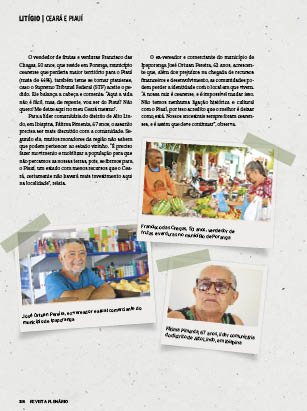 LITÍGIO | CEARÁ E PIAUÍ
O vendedor de frutas e verduras Francisco das
Chagas, 50 anos, que reside em Poranga, município
cearense que perderia maior território para o Piauí
(mais de 66%), também teme se tornar piauiense,
caso o Supremo Tribunal Federal (STF) acate o pe-
dido. Ele balança a cabeça e comenta: "Aqui a vida
não é fácil, mas, de repente, vou ser do Piauí? Não
quero! Me deixe aqui no meu Ceará mesmo".
Para a líder comunitária do distrito de Alto Lin-
do, em Ibiapina, Fátima Pimenta, 67 anos, o assunto
precisa ser mais discutido com a comunidade. Se-
gundo ela, muitos moradores da região não sabem
que podem pertencer ao estado vizinho. "É preciso
fazer movimento e mobilizar a população para que
não percamos as nossas terras, pois, se formos para
o Piauí, um estado com menos recursos que o Cea-
rá, certamente não haverá mais investimento aqui
na localidade", relata.
O ex-vereador e comerciante do município de
Ipaporanga José Ortsan Pereira, 62 anos, acrescen-
ta que, além dos prejuízos na chegada de recursos
financeiros e desenvolvimento, as comunidades po-
dem perder a identidade com o local em que vivem.
"A nossa raiz é cearense, e é impossível mudar isso.
Não temos nenhuma ligação histórica e cultural
com o Piauí, por isso acredito que o melhor é deixar
como está. Nossos ancestrais sempre foram cearen-
ses, e é assim que deve continuar", observa.
Francisco das Chagas, 50 anos, vendedor de
frutas e verduras no município de Poranga
José Ortsan Pereira, ex-vereador e atual comerciante do
município de Ipaporanga
Fátima Pimenta, 67 anos, líder comunitária
do distrito de Alto Lindo, em Ibiapina
REVISTA PLENÁRIO